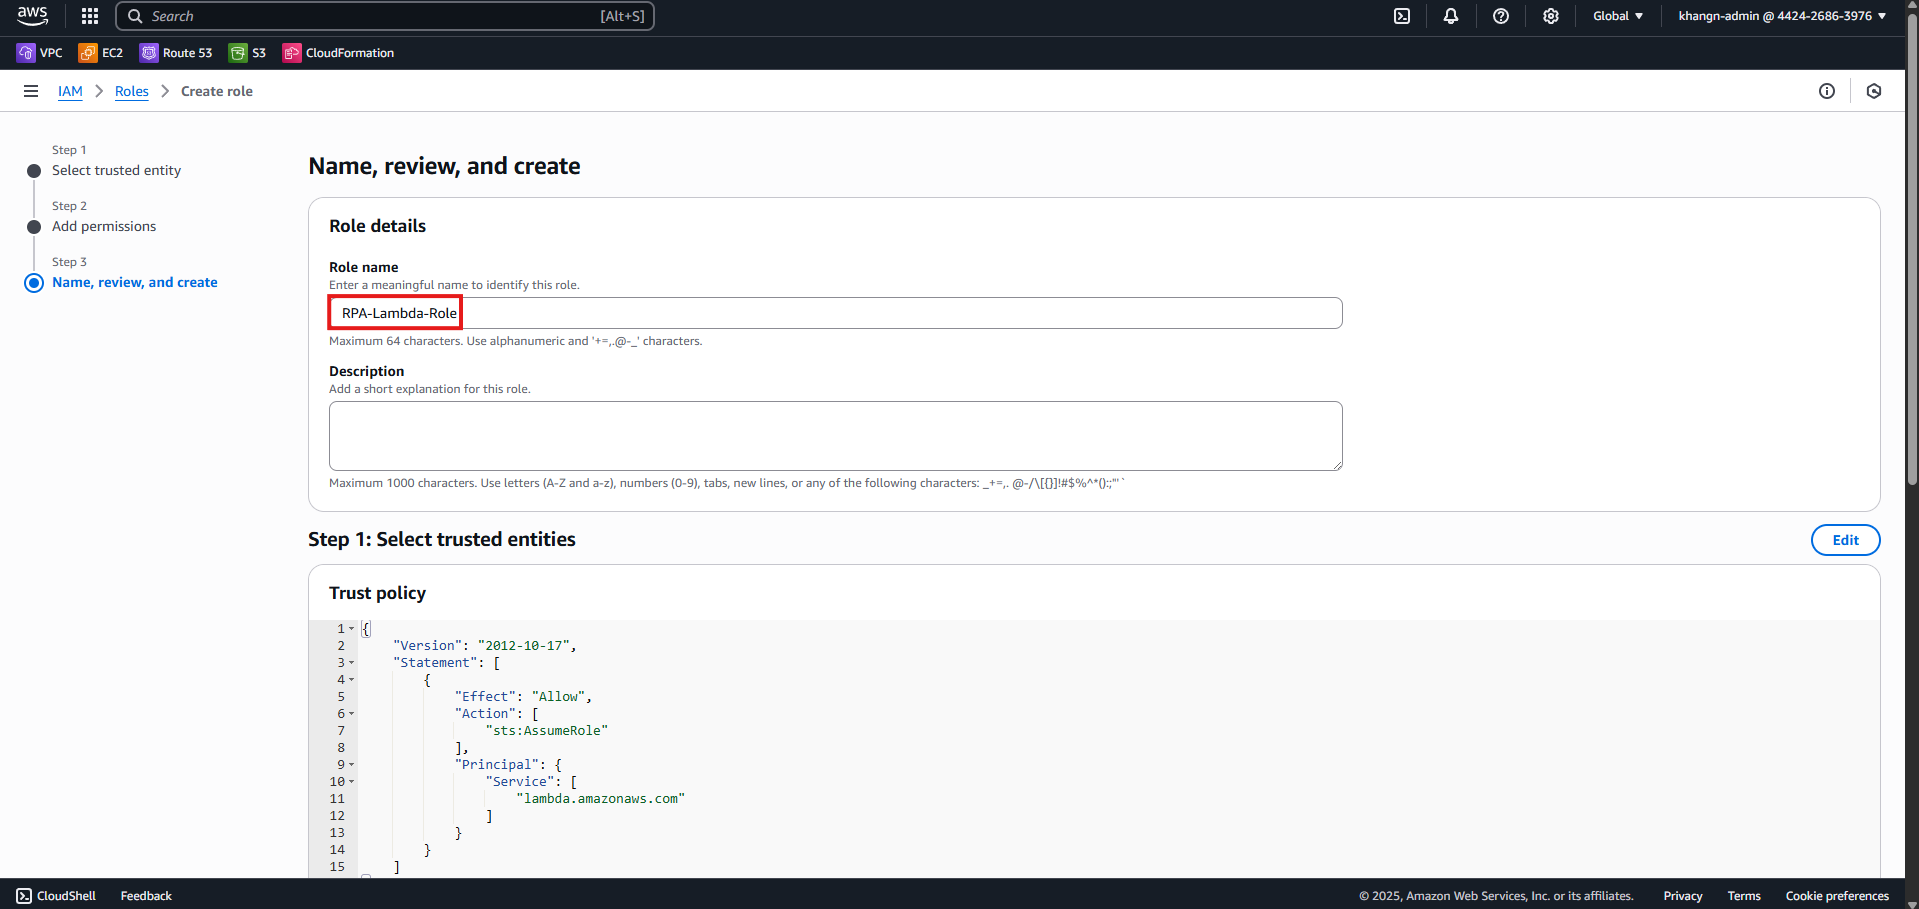 aws
Search [Alt+S] Global khangn-admin @ 4424-2686-3976
VPC EC2 Route 53 S3 CloudFormation
IAM > Roles > Create role
Step 1
Select trusted entity
Step 2
Add permissions
Step 3
Name, review, and create
Name, review, and create
Role details
Role name
Enter a meaningful name to identify this role.
RPA-Lambda-Role
Maximum 64 characters. Use alphanumeric and '+=,.@-_' characters.
Description
Add a short explanation for this role.
Maximum 1000 characters. Use letters (A-Z and a-z), numbers (0-9), tabs, new lines, or any of the following characters: _+=,. @-/\[{}]!#$%^*();:"'`
Step 1: Select trusted entities
Edit
Trust policy
1 {
2 "Version": "2012-10-17",
3 "Statement": [
4 {
5 "Effect": "Allow",
6 "Action": [
7 "sts:AssumeRole"
8 ],
9 "Principal": {
10 "Service": [
11 "lambda.amazonaws.com"
12 ]
13 }
14 }
15 ]
CloudShell Feedback © 2025, Amazon Web Services, Inc. or its affiliates. Privacy Terms Cookie preferences